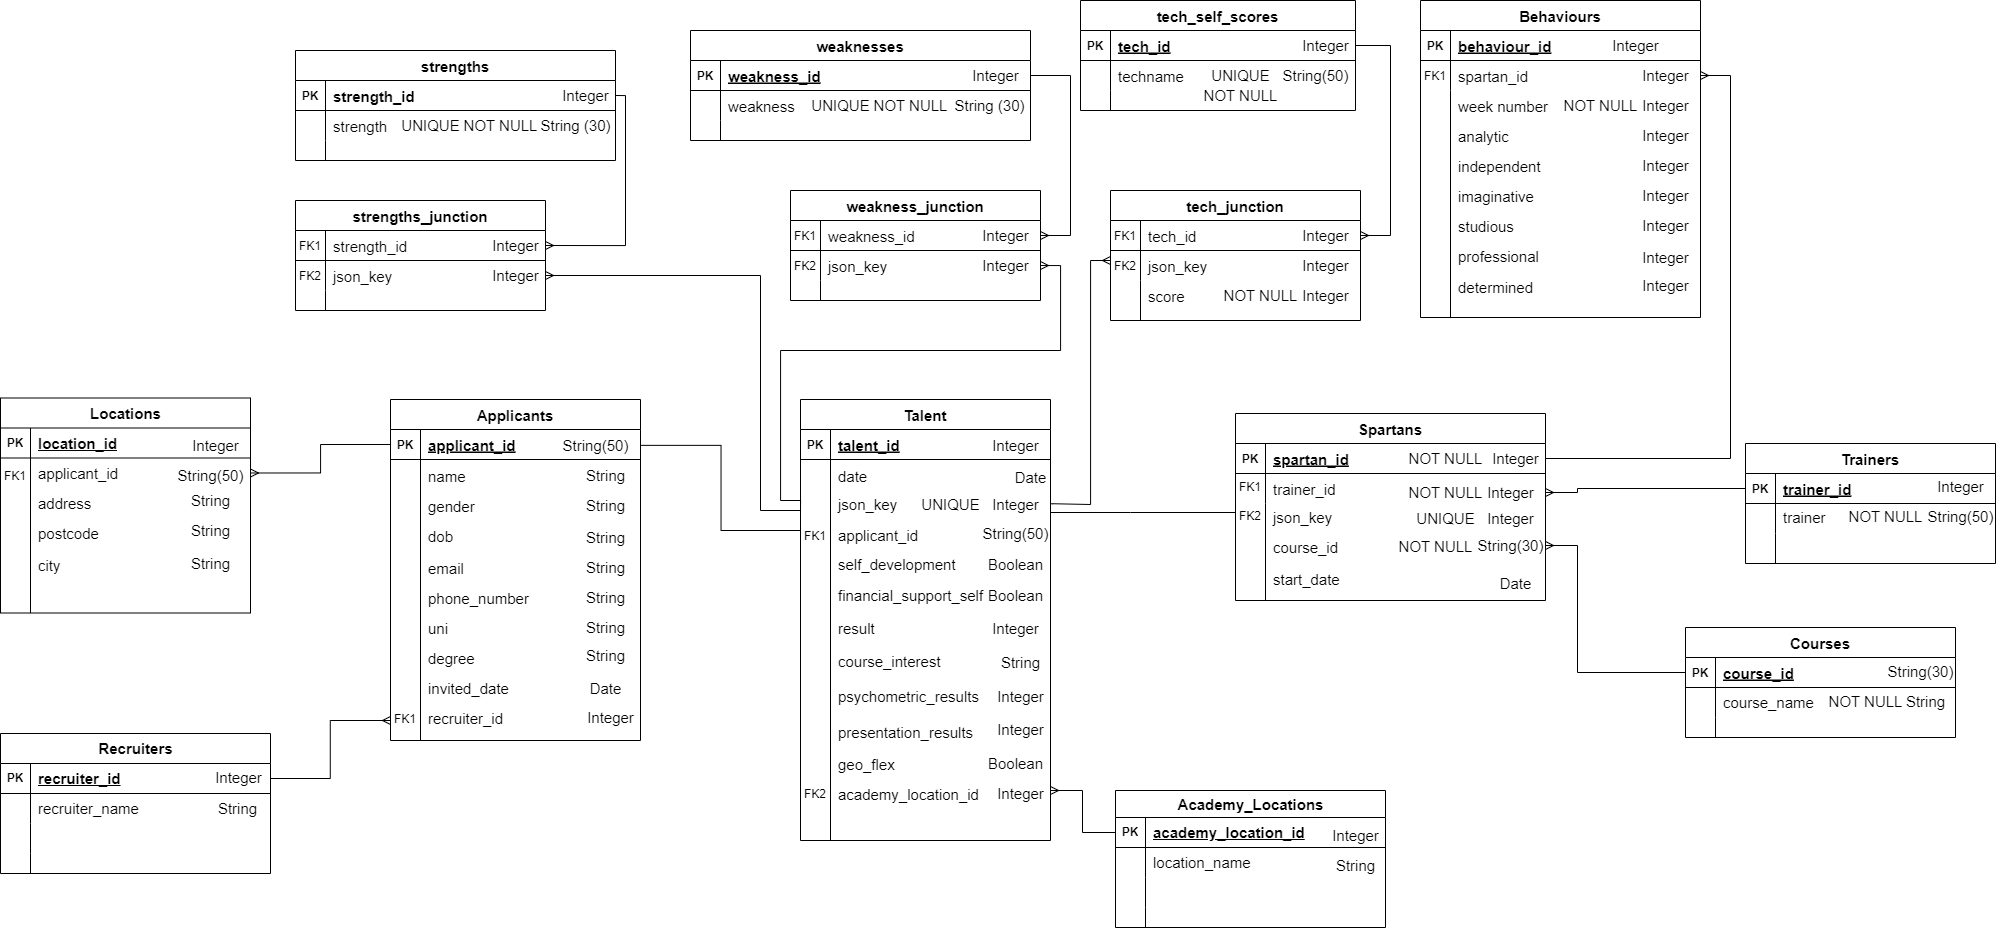 strengths
PK strength_id Integer
strength UNIQUE NOT NULL String (30)
weaknesses
PK weakness_id Integer
weakness UNIQUE NOT NULL String (30)
tech_self_scores
PK tech_id Integer
techname UNIQUE String(50)
NOT NULL
Behaviours
PK behaviour_id Integer
FK1 spartan_id Integer
week number NOT NULL Integer
analytic Integer
independent Integer
imaginative Integer
studious Integer
professional Integer
determined Integer
strengths_junction
FK1 strength_id Integer
FK2 json_key Integer
weakness_junction
FK1 weakness_id Integer
FK2 json_key Integer
tech_junction
FK1 tech_id Integer
FK2 json_key Integer
score NOT NULL Integer
Locations
PK location_id Integer
FK1 applicant_id String(50)
address String
postcode String
city String
Applicants
PK applicant_id String(50)
name String
gender String
dob String
email String
phone_number String
uni String
degree String
invited_date Date
FK1 recruiter_id Integer
Talent
PK talent_id Integer
date Date
json_key UNIQUE Integer
FK1 applicant_id String(50)
self_development Boolean
financial_support_self Boolean
result Integer
course_interest String
psychometric_results Integer
presentation_results Integer
geo_flex Boolean
FK2 academy_location_id Integer
Spartans
PK spartan_id NOT NULL Integer
FK1 trainer_id NOT NULL Integer
FK2 json_key UNIQUE Integer
course_id NOT NULL String(30)
start_date Date
Trainers
PK trainer_id Integer
trainer NOT NULL String(50)
Courses
PK course_id String(30)
course_name NOT NULL String
Recruiters
PK recruiter_id Integer
recruiter_name String
Academy_Locations
PK academy_location_id Integer
location_name String